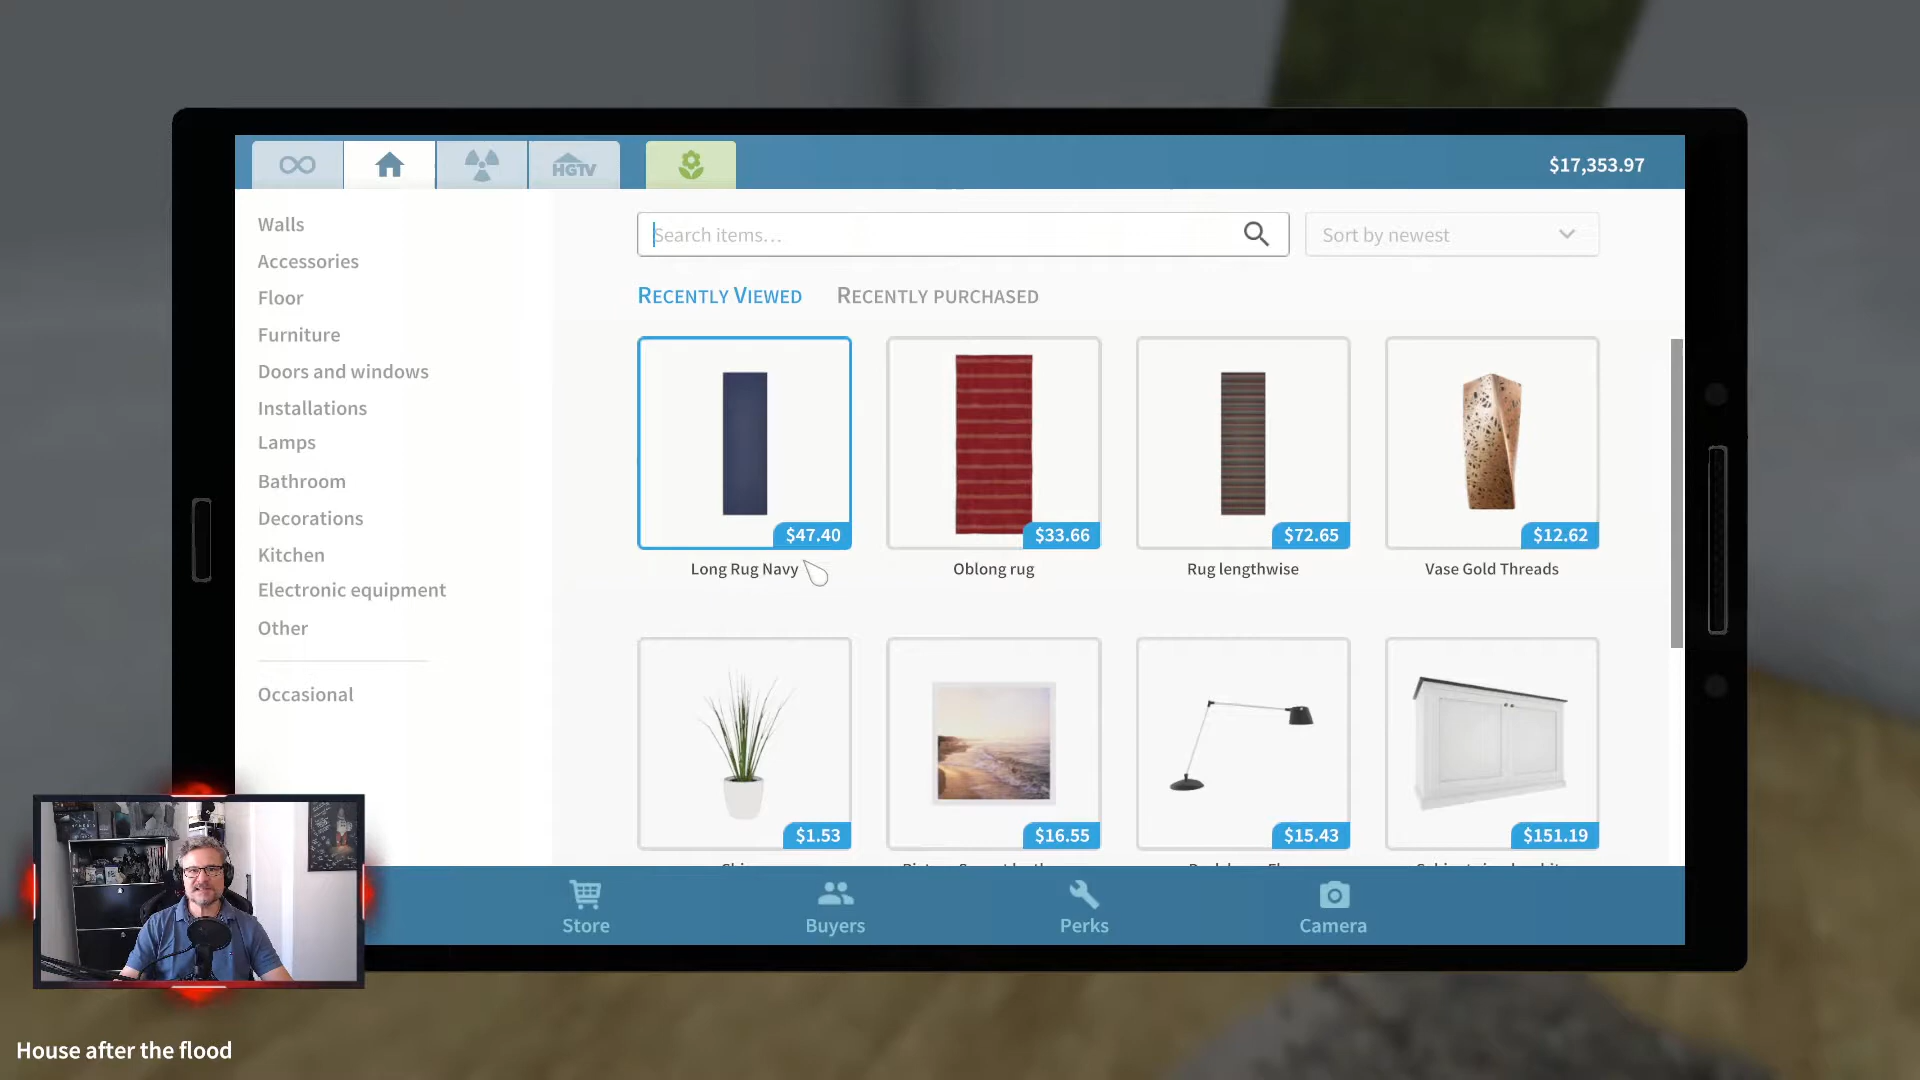 HGTV
$17,353.97
Walls
Accessories
Floor
Furniture
Doors and windows
Installations
Lamps
Bathroom
Decorations
Kitchen
Electronic equipment
Other
Occasional
Search items...
Sort by newest
RECENTLY VIEWED
RECENTLY PURCHASED
$47.40
$33.66
$72.65
$12.62
Long Rug Navy
Oblong rug
Rug lengthwise
Vase Gold Threads
$1.53
$16.55
$15.43
$151.19
Store
Buyers
Perks
Camera
House after the flood